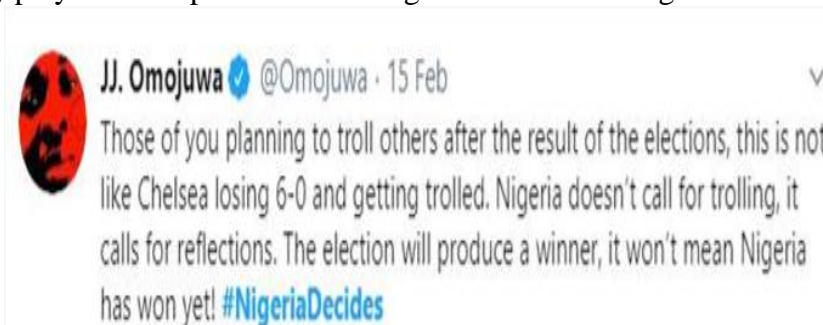 JJ. Omojuwa @Omojuwa · 15 Feb
Those of you planning to troll others after the result of the elections, this is not
like Chelsea losing 6-0 and getting trolled. Nigeria doesn't call for trolling, it
calls for reflections. The election will produce a winner, it won't mean Nigeria
has won yet! #NigeriaDecides